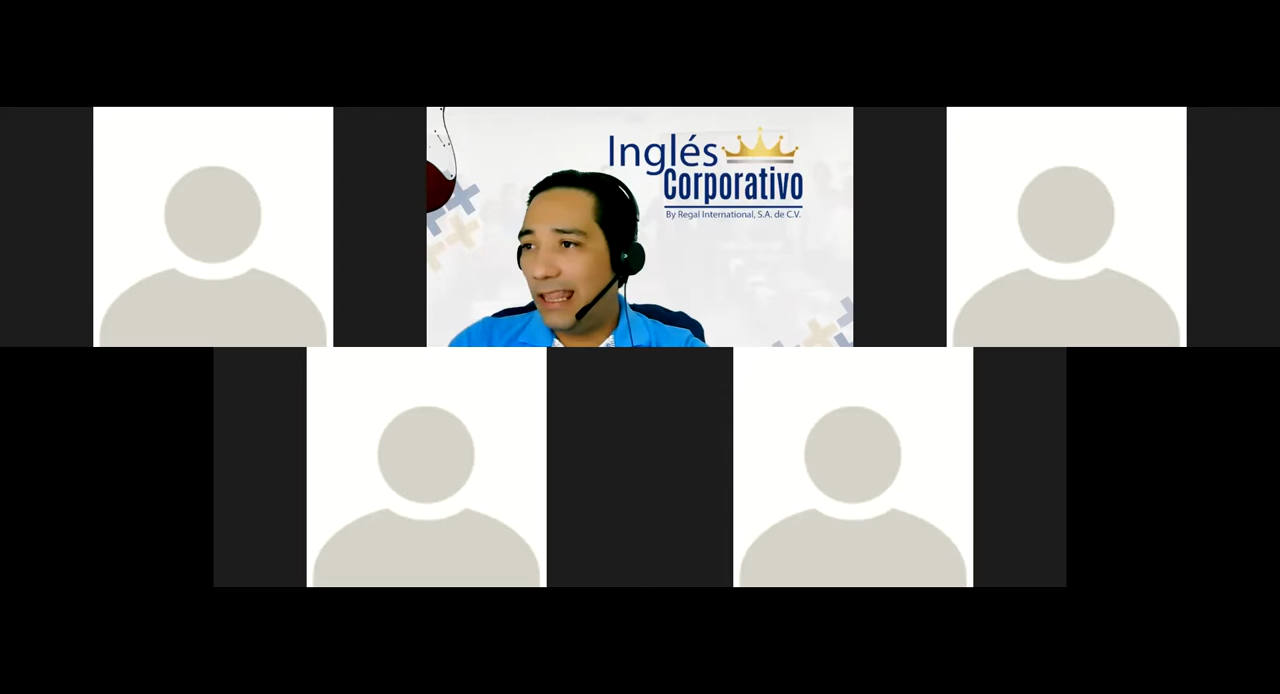 Inglés
Corporativo
By Regal International, S.A. de C.V.